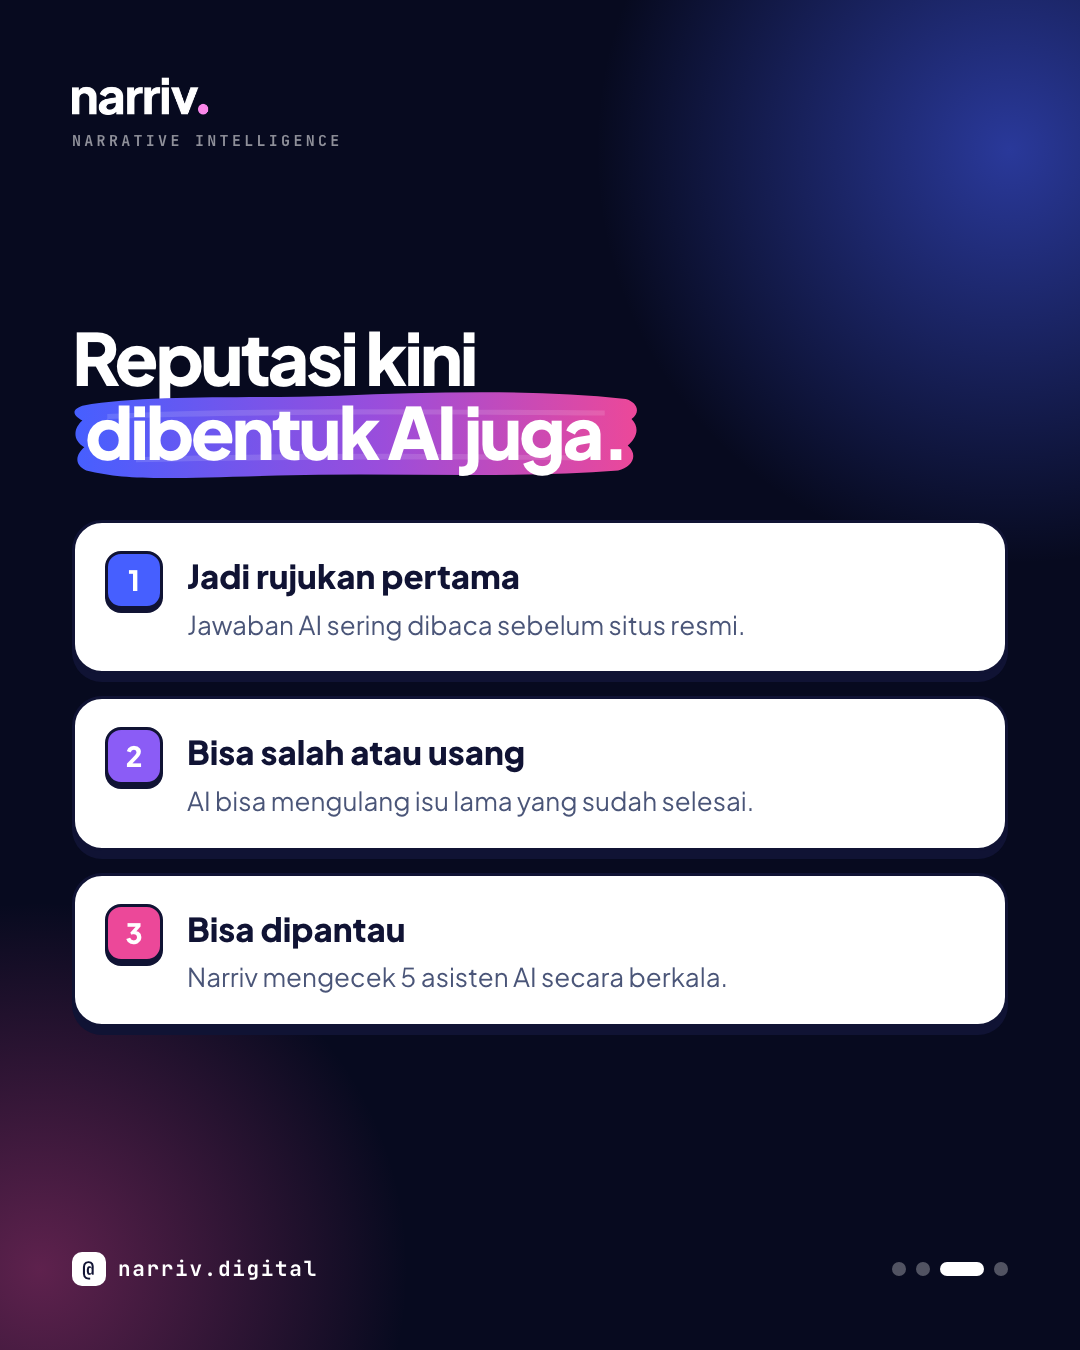 narriv.
NARRATIVE INTELLIGENCE
Reputasi kini
dibentuk AI juga.
1
Jadi rujukan pertama
Jawaban AI sering dibaca sebelum situs resmi.
2
Bisa salah atau usang
AI bisa mengulang isu lama yang sudah selesai.
3
Bisa dipantau
Narriv mengecek 5 asisten AI secara berkala.
@ narriv.digital